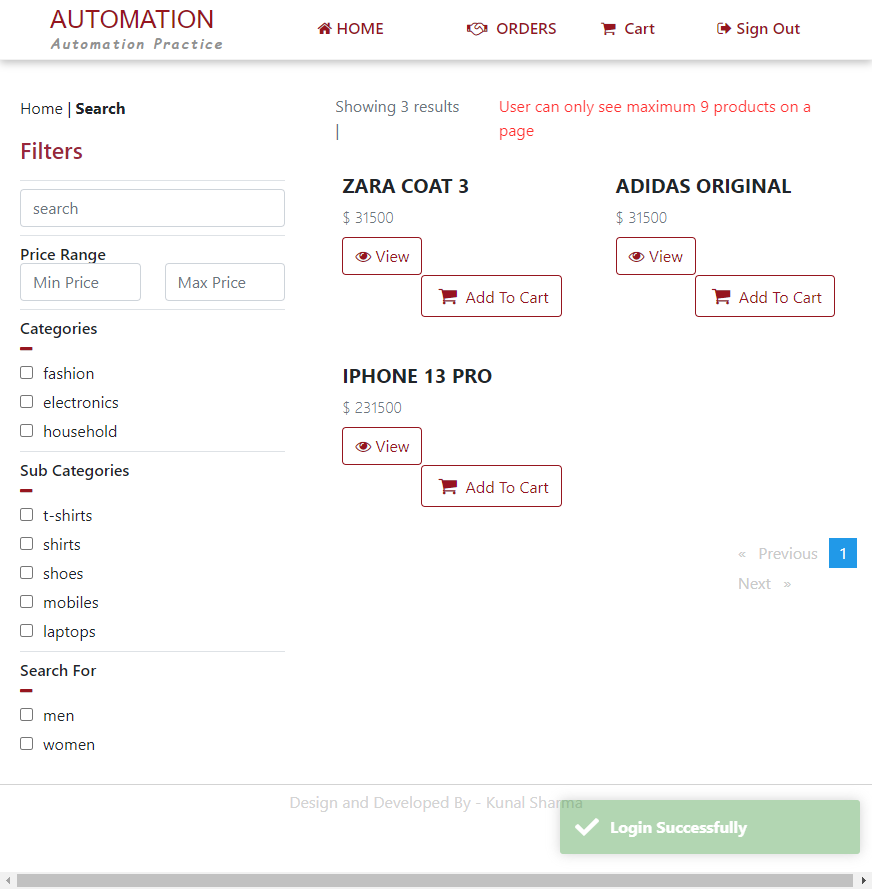 AUTOMATION
Automation Practice
HOME
ORDERS
Cart
Sign Out
Home | Search
Showing 3 results
|
User can only see maximum 9 products on a
page
Filters
search
Price Range
Min Price
Max Price
Categories
fashion
electronics
household
Sub Categories
t-shirts
shirts
shoes
mobiles
laptops
Search For
men
women
ZARA COAT 3
$ 31500
View
Add To Cart
ADIDAS ORIGINAL
$ 31500
View
Add To Cart
IPHONE 13 PRO
$ 231500
View
Add To Cart
« Previous
1
Next »
Design and Developed By - Kunal Sharma
Login Successfully